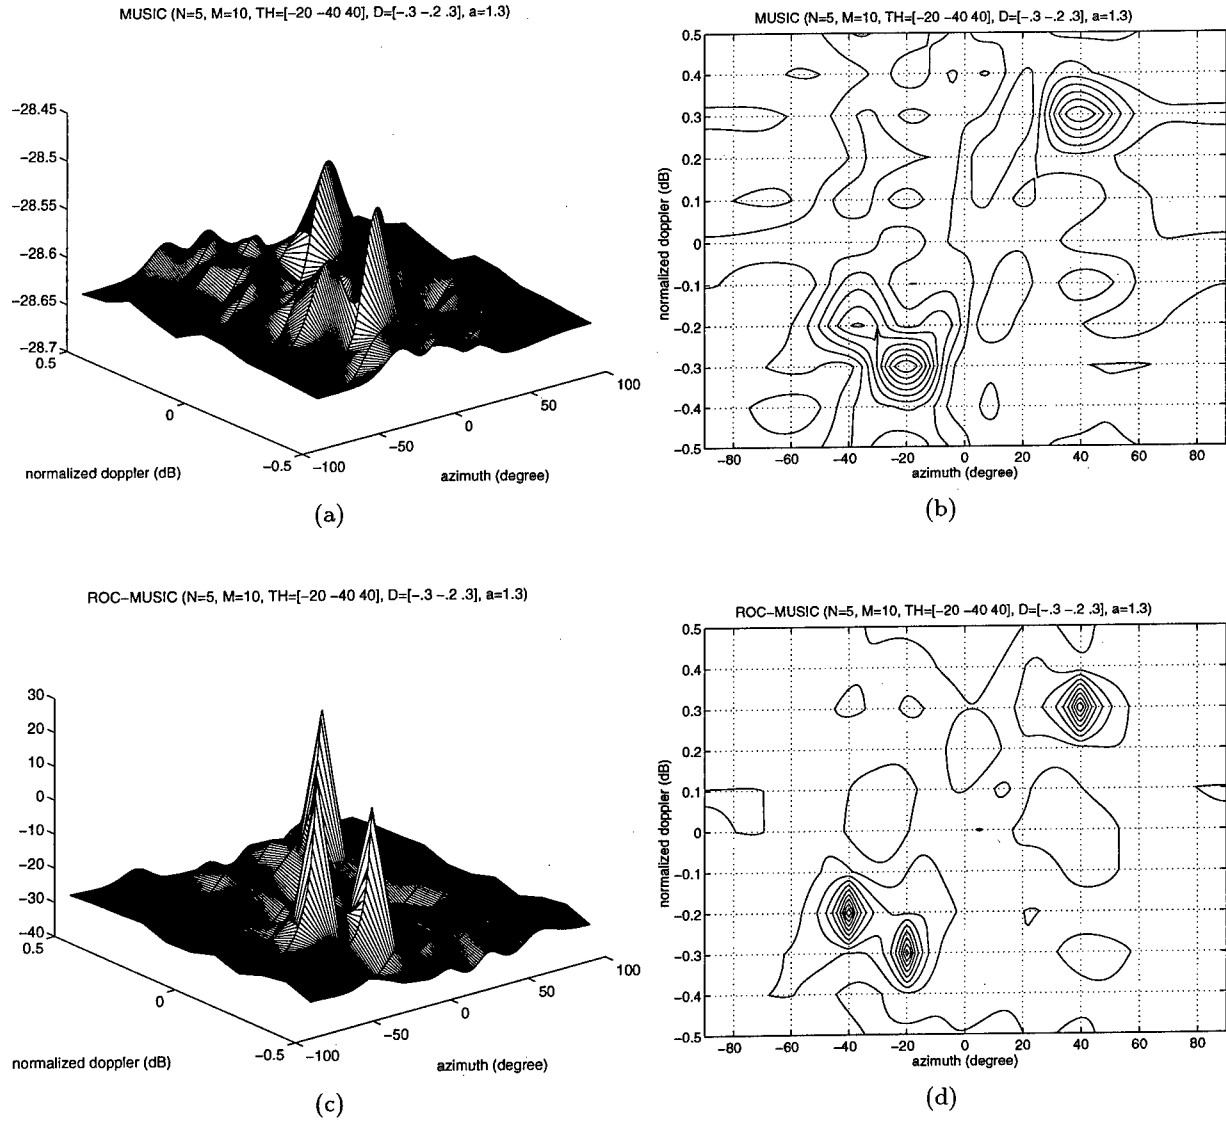 MUSIC (N=5, M=10, TH=[-20 -40 40], D=[-.3 -.2 .3], a=1.3)
-28.45
-28.5
-28.55
-28.6
-28.65
-28.7
0.5
0
-0.5
-100
-50
0
50
100
normalized doppler (dB)
azimuth (degree)
(a)
MUSIC (N=5, M=10, TH=[-20 -40 40], D=[-.3 -.2 .3], a=1.3)
0.5
0.4
0.3
0.2
0.1
0
-0.1
-0.2
-0.3
-0.4
-0.5
normalized doppler (dB)
-80 -60 -40 -20 0 20 40 60 80
azimuth (degree)
(b)
ROC-MUSIC (N=5, M=10, TH=[-20 -40 40], D=[-.3 -.2 .3], a=1.3)
30
20
10
0
-10
-20
-30
-40
0.5
0
-0.5
-100
-50
0
50
100
normalized doppler (dB)
azimuth (degree)
(c)
ROC-MUSIC (N=5, M=10, TH=[-20 -40 40], D=[-.3 -.2 .3], a=1.3)
0.5
0.4
0.3
0.2
0.1
0
-0.1
-0.2
-0.3
-0.4
-0.5
normalized doppler (dB)
-80 -60 -40 -20 0 20 40 60 80
azimuth (degree)
(d)